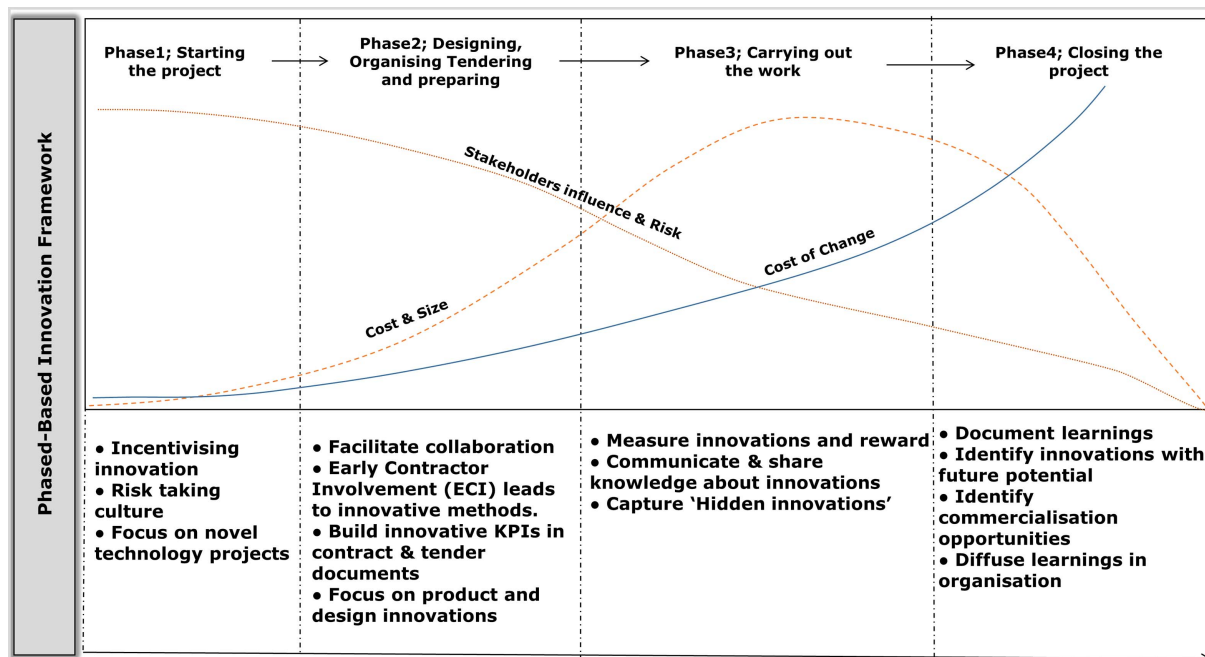 Phased-Based Innovation Framework
Phase1; Starting
the project
Phase2; Designing,
Organising Tendering
and preparing
Phase3; Carrying out
the work
Phase4; Closing the
project
Stakeholders influence & Risk
Cost & Size
Cost of Change
● Incentivising
innovation
● Risk taking
culture
● Focus on novel
technology projects
● Facilitate collaboration
● Early Contractor
Involvement (ECI) leads
to innovative methods.
● Build innovative KPIs in
contract & tender
documents
● Focus on product and
design innovations
● Measure innovations and reward
● Communicate & share
knowledge about innovations
● Capture ‘Hidden innovations’
● Document learnings
● Identify innovations with
future potential
● Identify
commercialisation
opportunities
● Diffuse learnings in
organisation